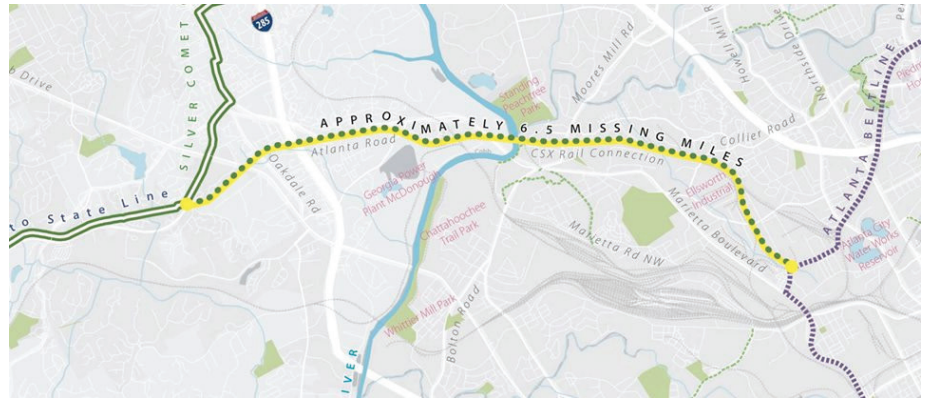 SILVER COMET
285
b Drive
to State Line
APPROXIMATELY 6.5 MISSING MILES
Atlanta Road
Oakdale Rd
Georgia Power
Plant McDonough
Standing
Peachtree
Park
Moores Mill Rd
Howell Mill R
Northside Drive
Collier Road
CSX Rail Connection
Ellsworth
Industrial
Marietta Boulevard
Marietta Rd NW
Chattahoochee
Trail Park
Whittier Mill Park
Bolton Road
IVER
ATLANTA BELTLINE
Atlanta City
Water Works
Reservoir
Piedm
Ho